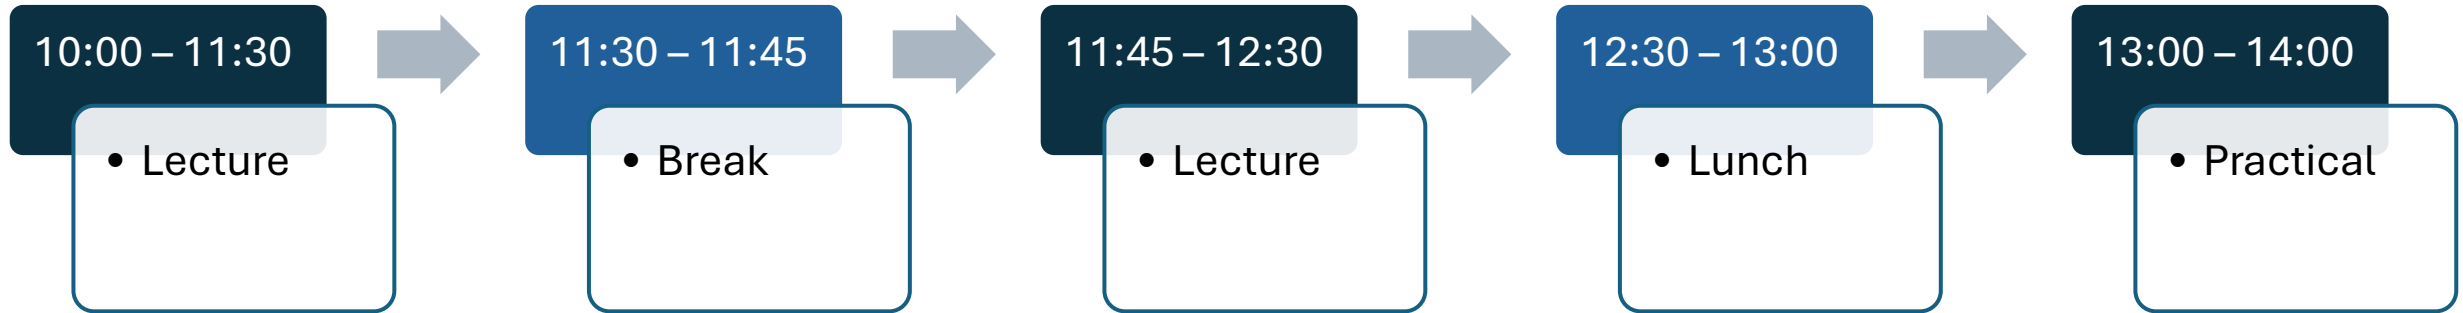 10:00 – 11:30
• Lecture
11:30 – 11:45
• Break
11:45 – 12:30
• Lecture
12:30 – 13:00
• Lunch
13:00 – 14:00
• Practical